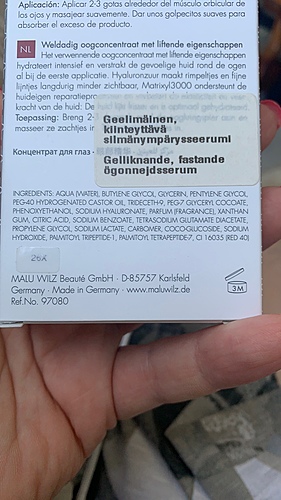 Aplicación: Aplicar 2-3 gotas alrededor del músculo orbicular de
los ojos y masajear suavemente. Dar unos golpecitos suaves para
absorber el exceso de producto.
NL
Weldadig oogconcentraat met liftende eigenschappen
Het verwennende oogconcentraat met liftende eigenschappen
hydrateert intensief en verstrakt de gevoelige huid rond de ogen
al bij de eerste applicatie. Hyaluronzuur maakt rimpeltjes en fijne
lijntjes langdurig minder zichtbaar, Matrixyl3000 ondersteunt de
huideigen reparatieproc
kracht van de huid: De huid lijkt
Toepassing: Breng 2-
masseer ze zachtjes in
Концентрат для глаз -
Geelimäinen,
kiinteyttävä
silmänympärysseerumi
Gelliknande, fastande
ögonnejdsserum
INGREDIENTS: AQUA (WATER), BUTYLENE GLYCOL, GLYCERIN, PENTYLENE GLYCOL,
PEG-40 HYDROGENATED CASTOR OIL, TRIDECETH-9, PEG-7 GLYCERYL COCOATE,
PHENOXYETHANOL, SODIUM HYALURONATE, PARFUM (FRAGRANCE), XANTHAN
GUM, CITRIC ACID, SODIUM BENZOATE, TETRASODIUM GLUTAMATE DIACETATE,
PROPYLENE GLYCOL, SODIUM LACTATE, CARBOMER, COCO-GLUCOSIDE, SODIUM
HYDROXIDE, PALMITOYL TRIPEPTIDE-1, PALMITOYL TETRAPEPTIDE-7, CI 16035 (RED 40)
26X
MALU WILZ Beauté GmbH · D-85757 Karlsfeld
Germany · Made in Germany · www.maluwilz.de
Ref.No. 97080
3M